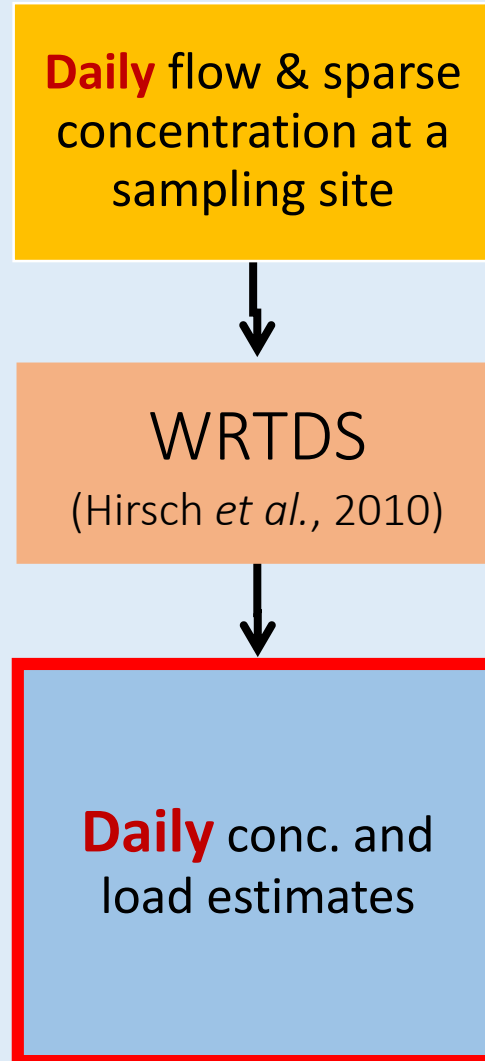 Daily flow & sparse
concentration at a
sampling site
WRTDS
(Hirsch et al., 2010)
Daily conc. and
load estimates